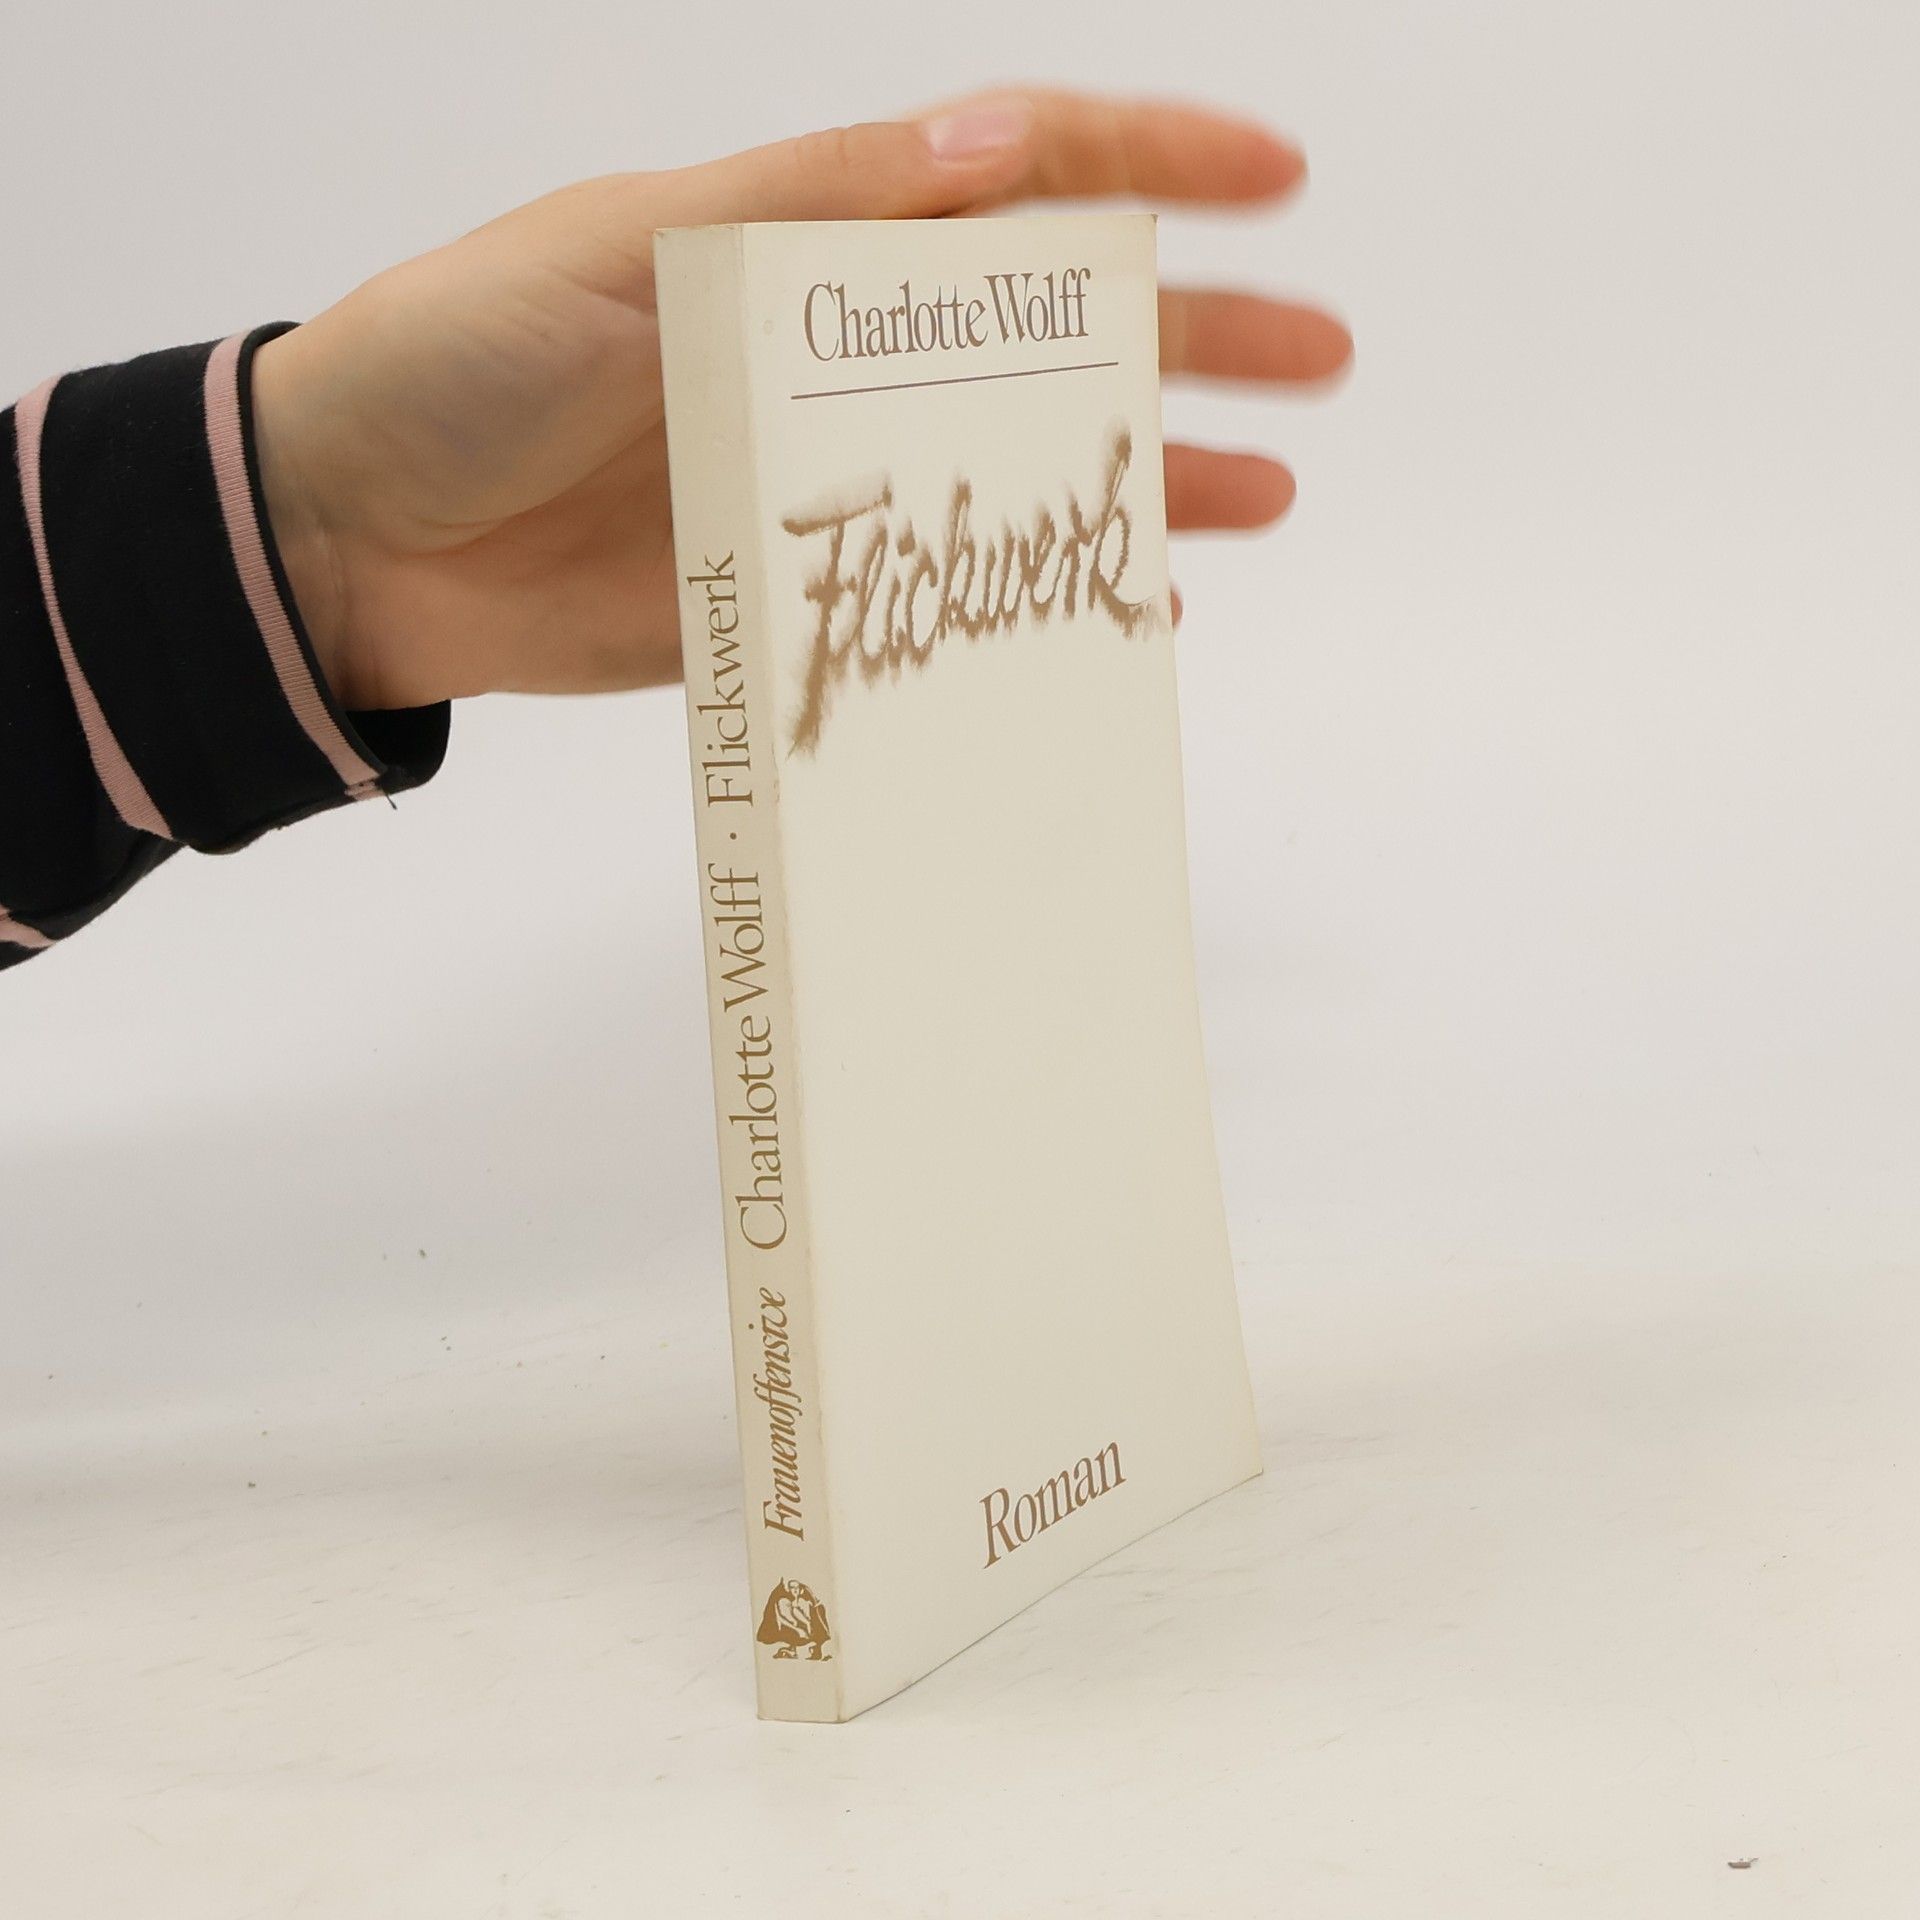 Charlotte Wolff
Flickwerk
Roman
Frauenoffensive Charlotte Wolff · Flickwerk